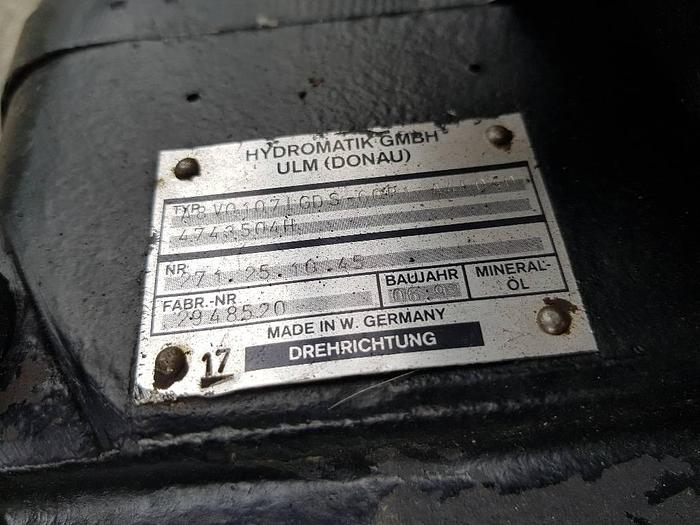 HYDROMATIK GMBH
ULM (DONAU)
TYP
4743504H
NR 271.25.10.45
FABR.-NR 2948520
BAUJAHR
MINERAL-
ÖL
MADE IN W. GERMANY
17 DREHRICHTUNG